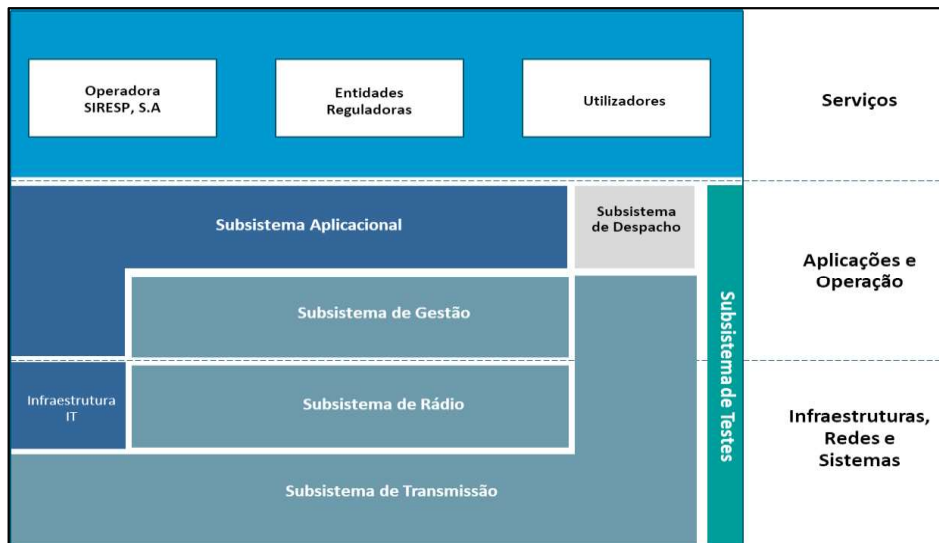 Operadora
SIRESP, S.A
Entidades
Reguladoras
Utilizadores
Serviços
Subsistema Aplicacional
Subsistema
de Despacho
Aplicações e
Operação
Subsistema de Gestão
Subsistema de Testes
Infraestrutura
IT
Subsistema de Rádio
Infraestruturas,
Redes e
Sistemas
Subsistema de Transmissão